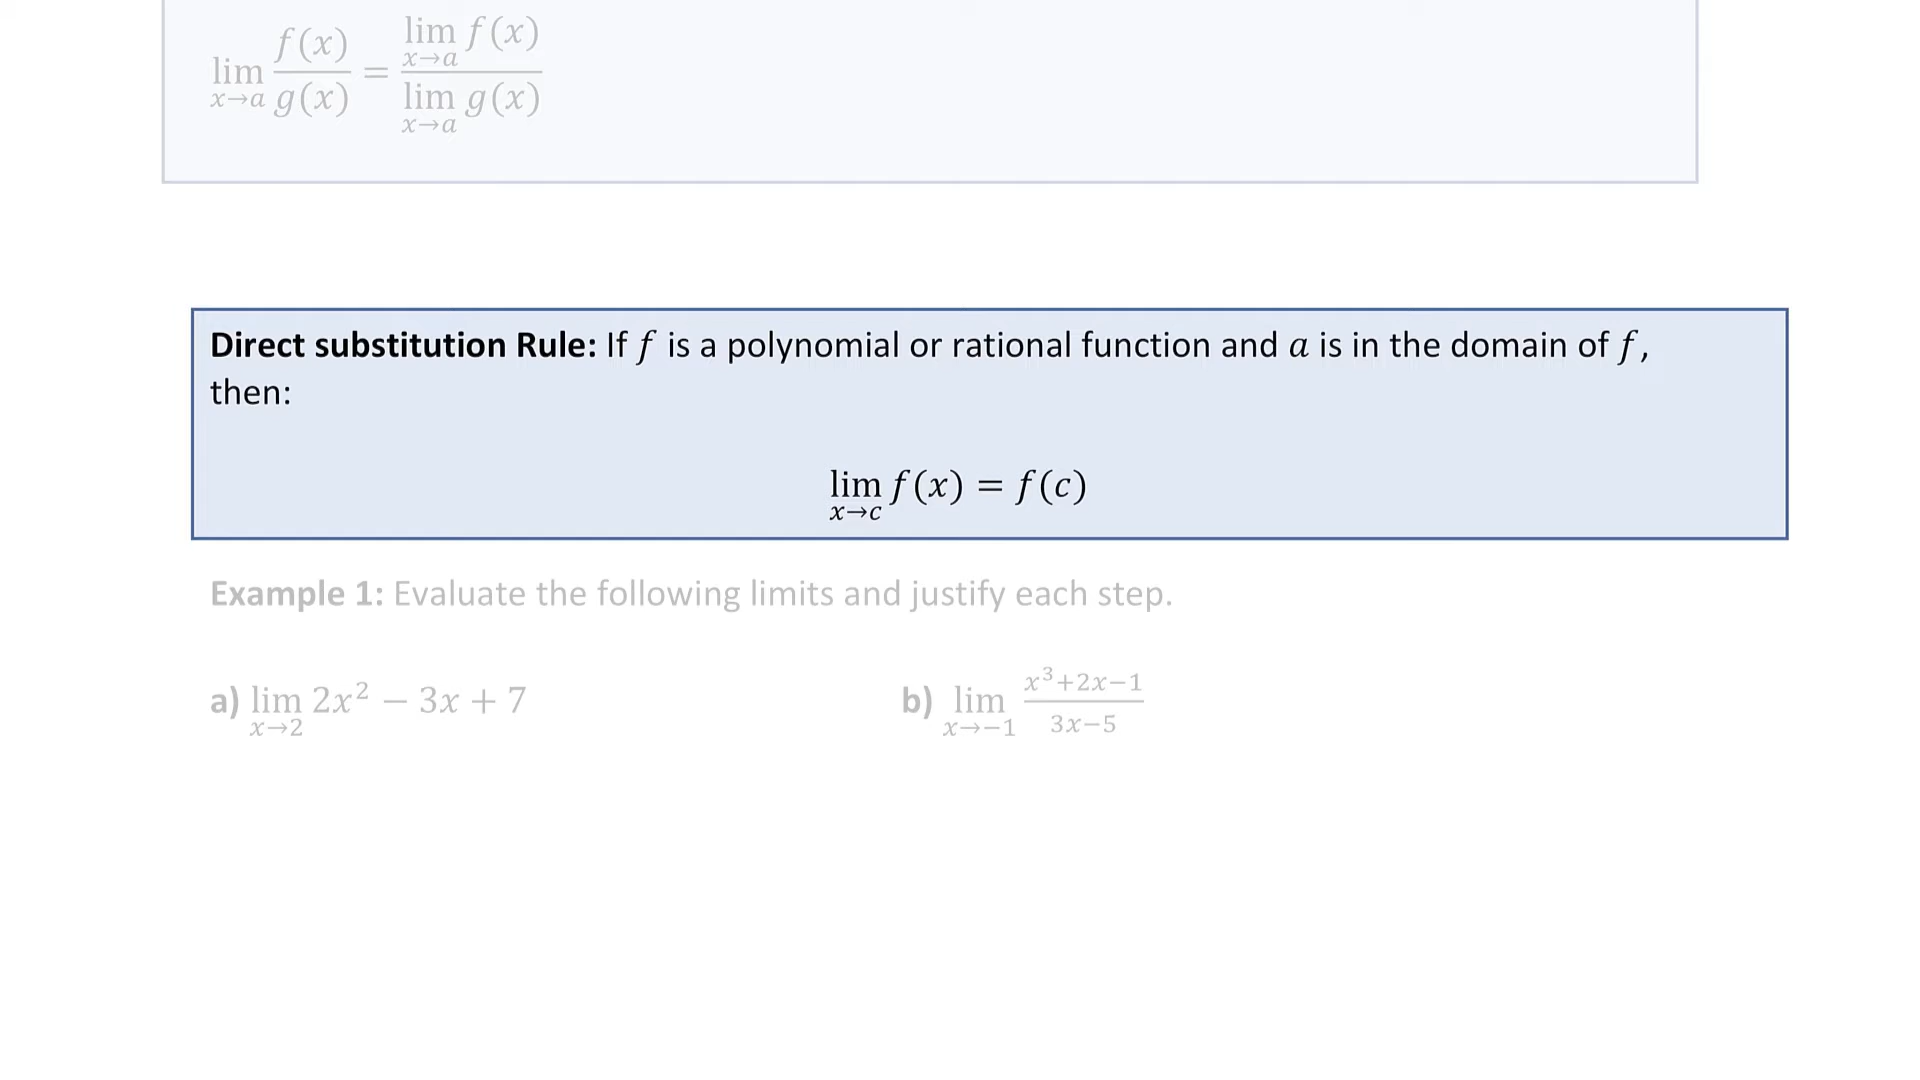 lim x→a f(x)/g(x) = lim x→a f(x) / lim x→a g(x)
Direct substitution Rule: If f is a polynomial or rational function and a is in the domain of f,
then:
lim x→c f(x) = f(c)
Example 1: Evaluate the following limits and justify each step.
a) lim x→2 2x² − 3x + 7
b) lim x→−1 x³+2x−1 / 3x−5